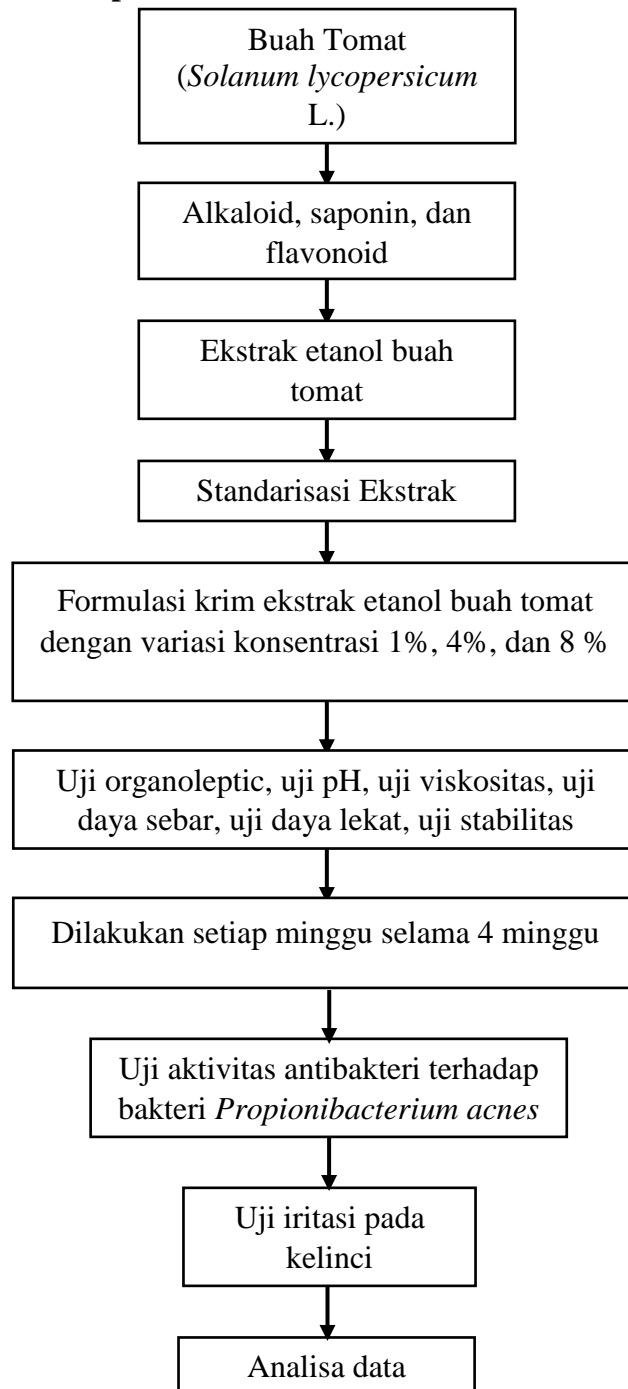 Buah Tomat
(Solanum lycopersicum
L.)
Alkaloid, saponin, dan
flavonoid
Ekstrak etanol buah
tomat
Standarisasi Ekstrak
Formulasi krim ekstrak etanol buah tomat
dengan variasi konsentrasi 1%, 4%, dan 8 %
Uji organoleptic, uji pH, uji viskositas, uji
daya sebar, uji daya lekat, uji stabilitas
Dilakukan setiap minggu selama 4 minggu
Uji aktivitas antibakteri terhadap
bakteri Propionibacterium acnes
Uji iritasi pada
kelinci
Analisa data